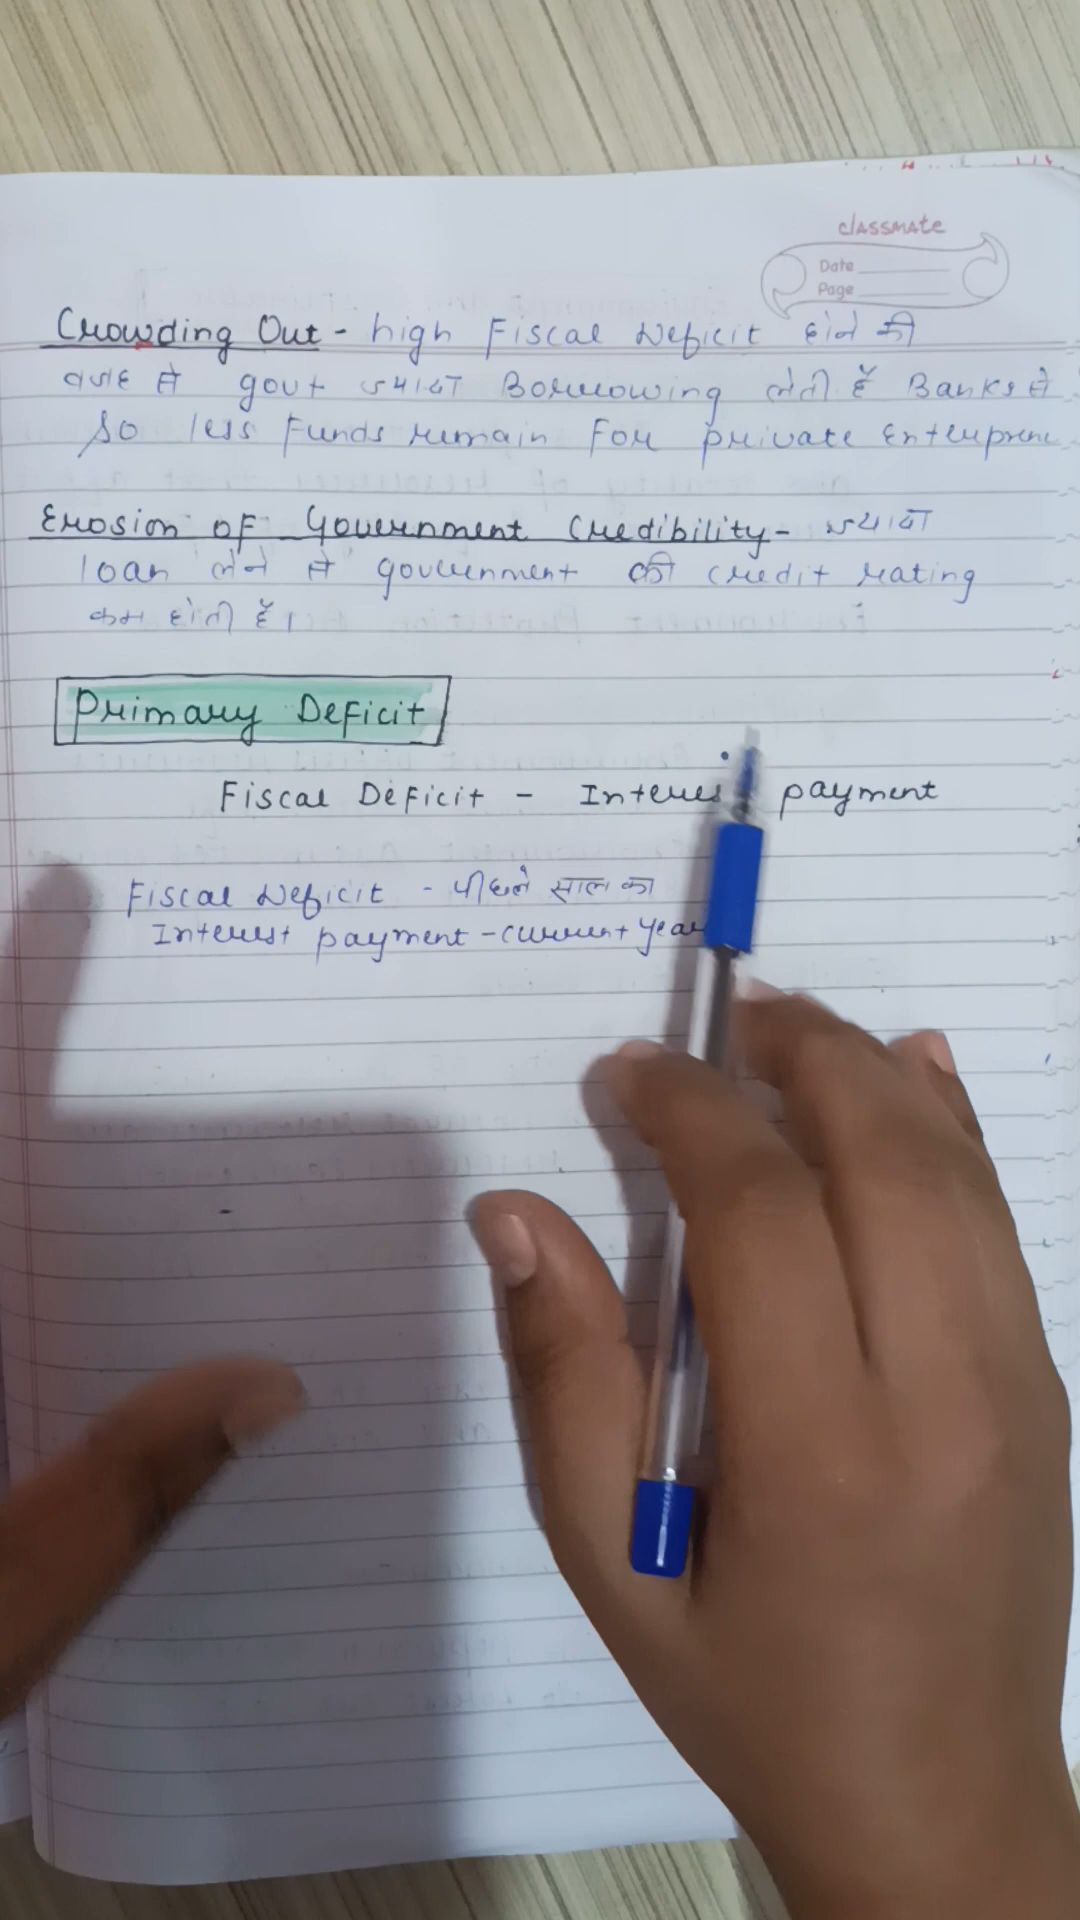 classmate
Date
Page
Crowding Out - high Fiscal Deficit होने की
वजह से govt ज्यादा Borrowing लेती है Banks से
So less Funds remain For private Enterprene
Erosion of Government Credibility - ज्यादा
loan लेने से government की credit rating
कम होती है।
Primary Deficit
Fiscal Deficit - Interes payment
Fiscal Deficit - पीछले साल का
Interest payment - current year